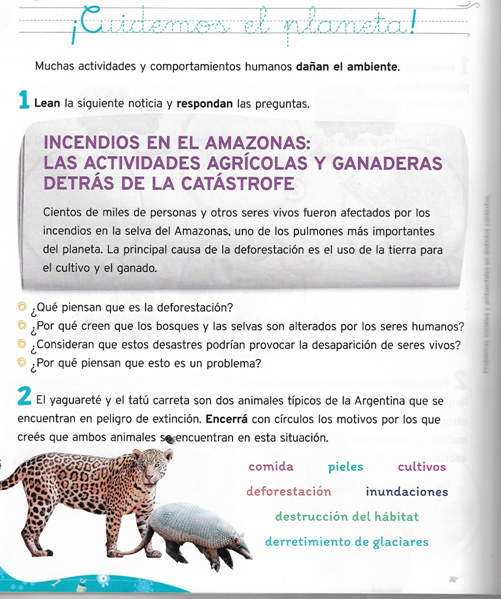 ¡Cuidemos el planeta!
Muchas actividades y comportamientos humanos dañan el ambiente.
1 Lean la siguiente noticia y respondan las preguntas.
INCENDIOS EN EL AMAZONAS:
LAS ACTIVIDADES AGRÍCOLAS Y GANADERAS
DETRÁS DE LA CATÁSTROFE
Cientos de miles de personas y otros seres vivos fueron afectados por los
incendios en la selva del Amazonas, uno de los pulmones más importantes
del planeta. La principal causa de la deforestación es el uso de la tierra para
el cultivo y el ganado.
¿Qué piensan que es la deforestación?
¿Por qué creen que los bosques y las selvas son alterados por los seres humanos?
¿Consideran que estos desastres podrían provocar la desaparición de seres vivos?
¿Por qué piensan que esto es un problema?
2 El yaguareté y el tatú carreta son dos animales típicos de la Argentina que se
encuentran en peligro de extinción. Encerrá con círculos los motivos por los que
creés que ambos animales se encuentran en esta situación.
comida pieles cultivos
deforestación inundaciones
destrucción del hábitat
derretimiento de glaciares